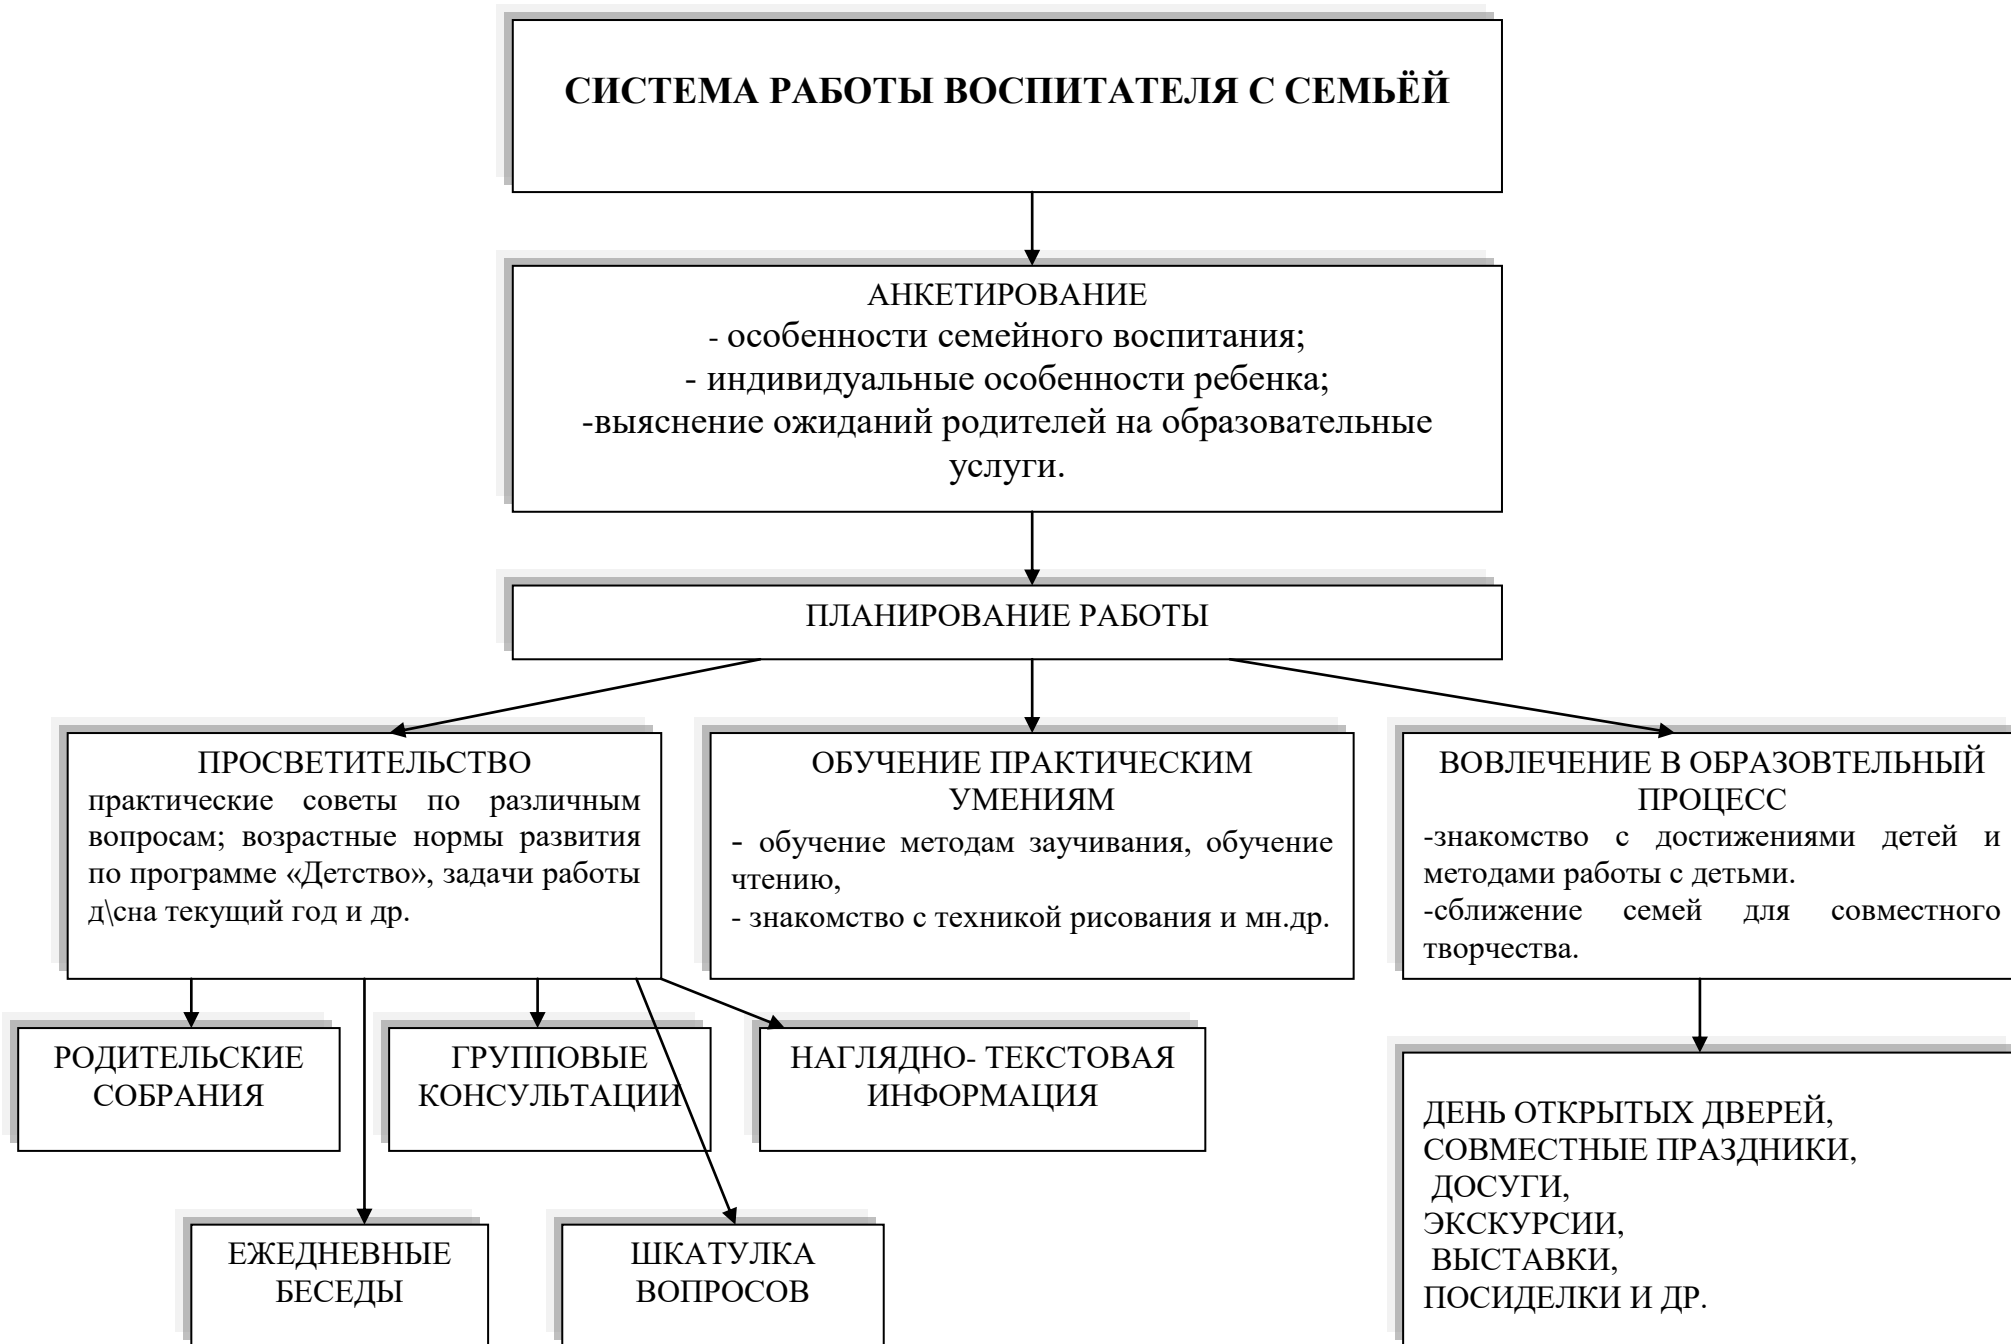 СИСТЕМА РАБОТЫ ВОСПИТАТЕЛЯ С СЕМЬЁЙ
АНКЕТИРОВАНИЕ
- особенности семейного воспитания;
- индивидуальные особенности ребенка;
-выяснение ожиданий родителей на образовательные
услуги.
ПЛАНИРОВАНИЕ РАБОТЫ
ПРОСВЕТИТЕЛЬСТВО
практические советы по различным
вопросам; возрастные нормы развития
по программе «Детство», задачи работы
д\сна текущий год и др.
ОБУЧЕНИЕ ПРАКТИЧЕСКИМ
УМЕНИЯМ
- обучение методам заучивания, обучение
чтению,
- знакомство с техникой рисования и мн.др.
ВОВЛЕЧЕНИЕ В ОБРАЗОВТЕЛЬНЫЙ
ПРОЦЕСС
-знакомство с достижениями детей и
методами работы с детьми.
-сближение семей для совместного
творчества.
РОДИТЕЛЬСКИЕ
СОБРАНИЯ
ГРУППОВЫЕ
КОНСУЛЬТАЦИИ
НАГЛЯДНО- ТЕКСТОВАЯ
ИНФОРМАЦИЯ
ДЕНЬ ОТКРЫТЫХ ДВЕРЕЙ,
СОВМЕСТНЫЕ ПРАЗДНИКИ,
ДОСУГИ,
ЭКСКУРСИИ,
ВЫСТАВКИ,
ПОСИДЕЛКИ И ДР.
ЕЖЕДНЕВНЫЕ
БЕСЕДЫ
ШКАТУЛКА
ВОПРОСОВ